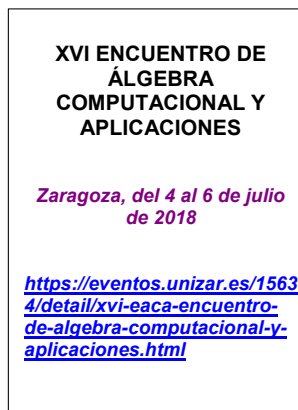 XVI ENCUENTRO DE
ÁLGEBRA
COMPUTACIONAL Y
APLICACIONES
Zaragoza, del 4 al 6 de julio
de 2018
https://eventos.unizar.es/1563
4/detail/xvi-eaca-encuentro-
de-algebra-computacional-y-
aplicaciones.html